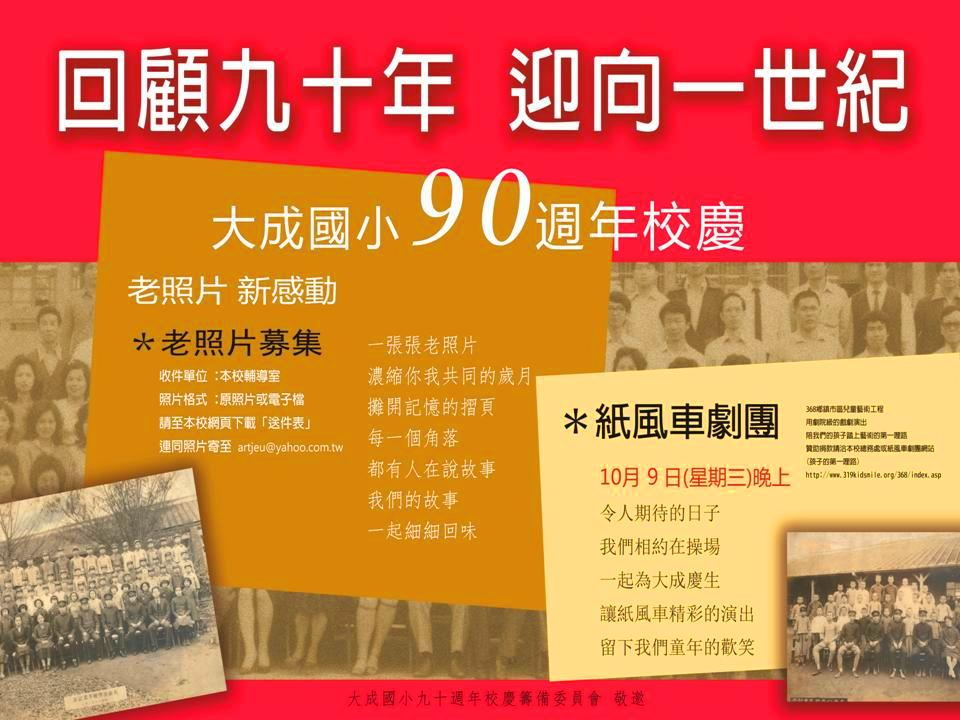 回顧九十年 迎向一世紀
大成國小90週年校慶
老照片 新感動
*老照片募集
收件單位：本校輔導室
照片格式：原照片或電子檔
請至本校網頁下載「送件表」
連同照片寄至 artjeu@yahoo.com.tw
一張張老照片
濃縮你我共同的歲月
攤開記憶的摺頁
每一個角落
都有人在說故事
我們的故事
一起細細回味
*紙風車劇團
10月9日(星期三)晚上
令人期待的日子
我們相約在操場
一起為大成慶生
讓紙風車精彩的演出
留下我們童年的歡笑
368鄉鎮市區兒童藝術工程
用劇院級的戲劇演出
陪我們的孩子踏上藝術的第一哩路
贊助捐款請洽本校總務處或紙風車劇團網站
(孩子的第一哩路)
http://www.319kidsmile.org/368/index.asp
大成國小九十週年校慶籌備委員會 敬邀